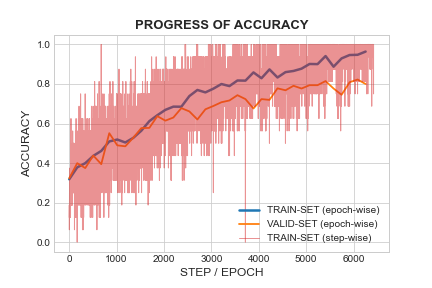 PROGRESS OF ACCURACY
ACCURACY
1.0
0.8
0.6
0.4
0.2
0.0
0 1000 2000 3000 4000 5000 6000
STEP / EPOCH
TRAIN-SET (epoch-wise)
VALID-SET (epoch-wise)
TRAIN-SET (step-wise)